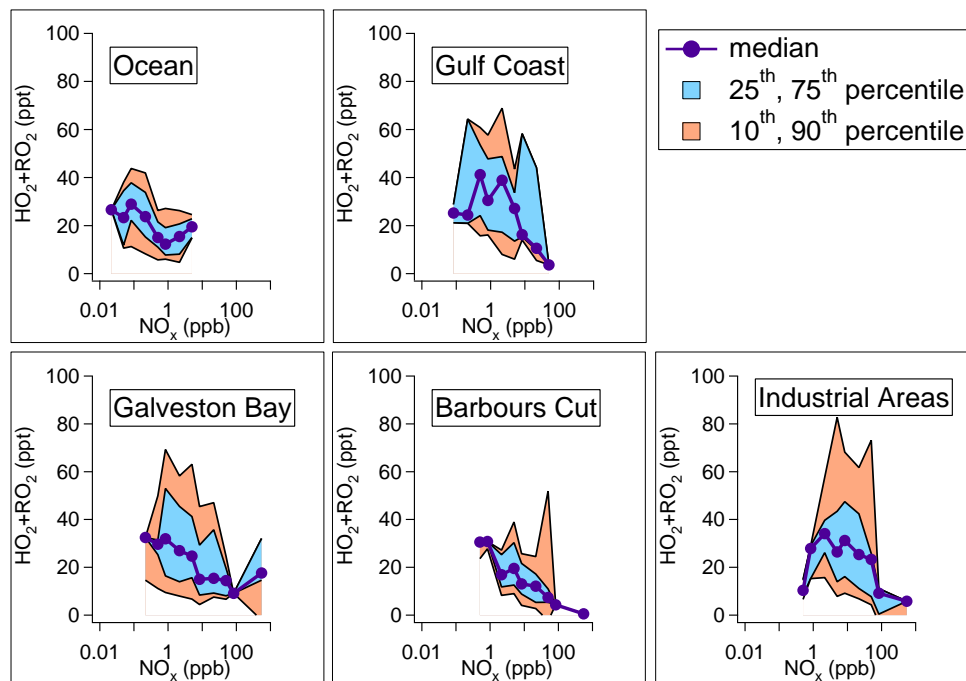 100
80
60
40
20
0
HO2+RO2 (ppt)
Ocean
0.01
1
100
NOx (ppb)
100
80
60
40
20
0
HO2+RO2 (ppt)
Gulf Coast
0.01
1
100
NOx (ppb)
median
25th, 75th percentile
10th, 90th percentile
100
80
60
40
20
0
HO2+RO2 (ppt)
Galveston Bay
0.01
1
100
NOx (ppb)
100
80
60
40
20
0
HO2+RO2 (ppt)
Barbours Cut
0.01
1
100
NOx (ppb)
100
80
60
40
20
0
HO2+RO2 (ppt)
Industrial Areas
0.01
1
100
NOx (ppb)